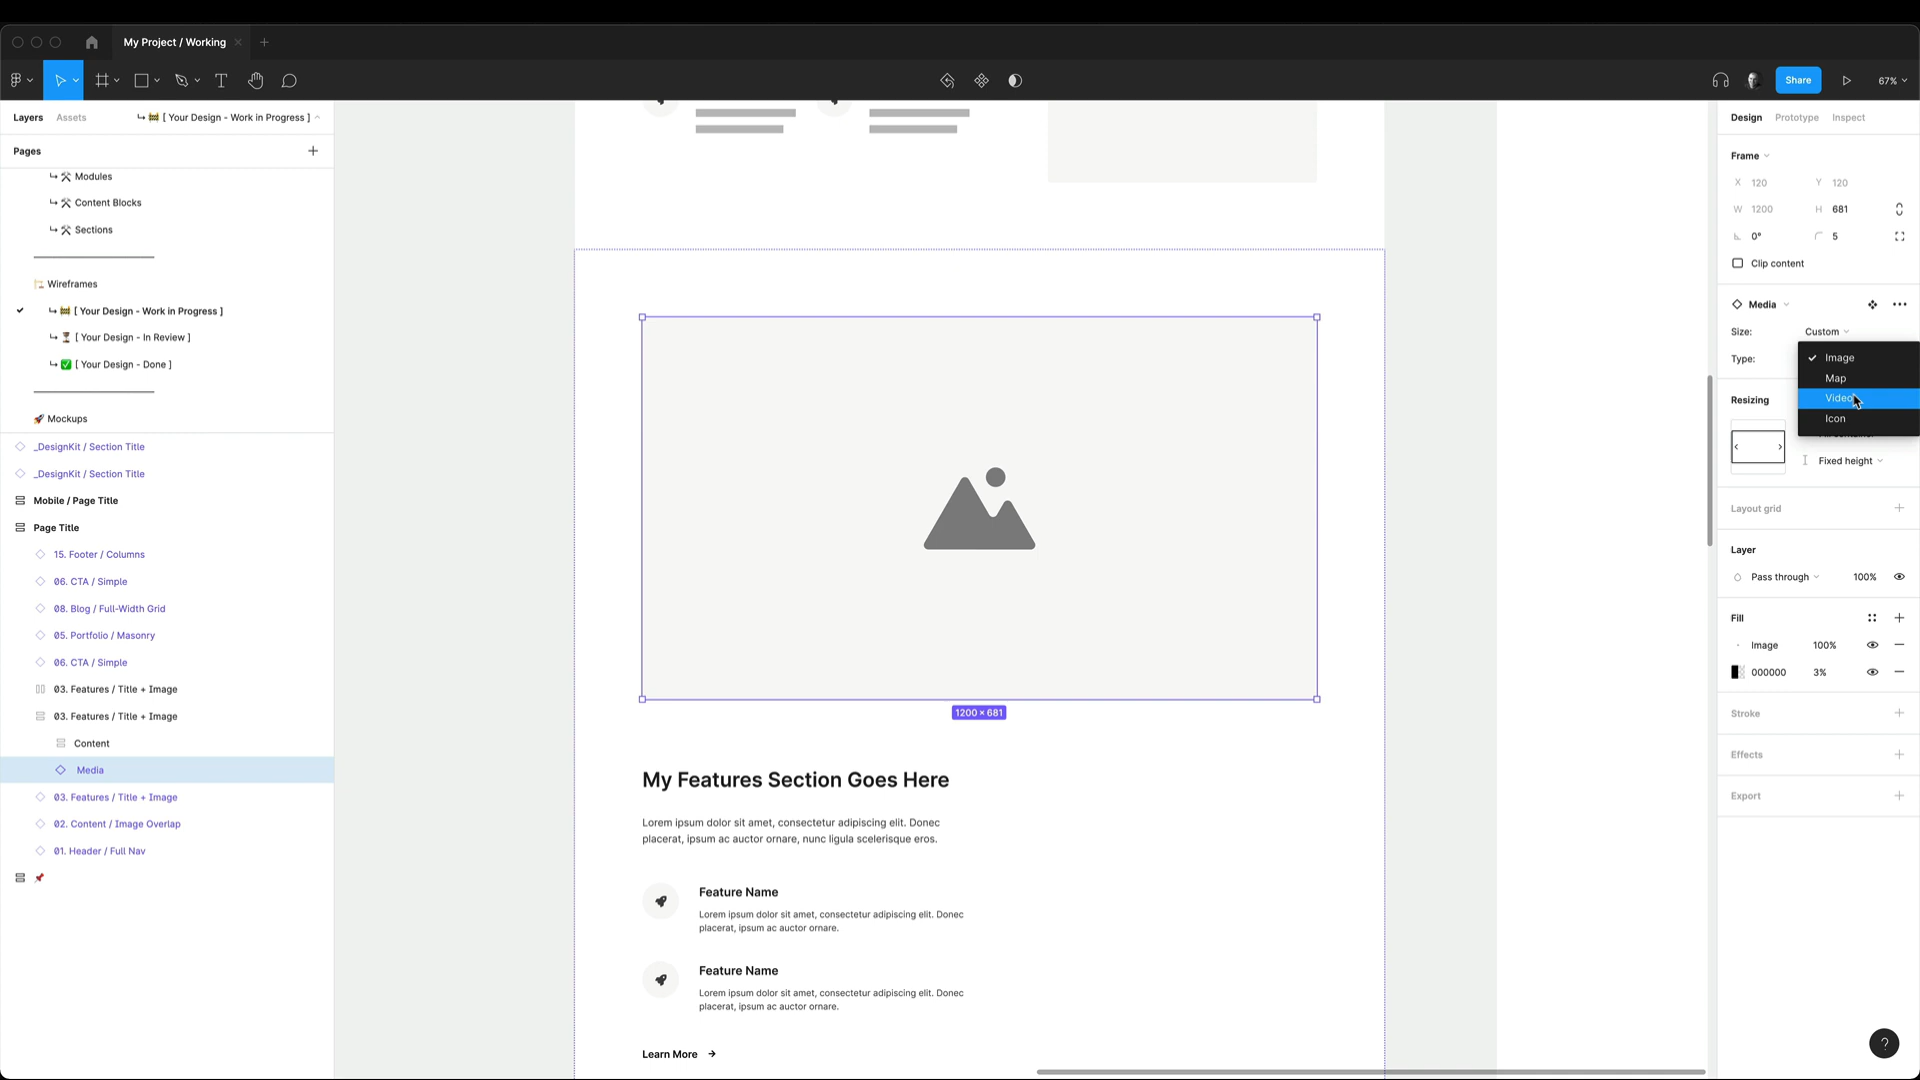 My Project / Working
Share
67%
Layers
Assets
[ Your Design - Work in Progress ]
Pages
Modules
Content Blocks
Sections
Wireframes
[ Your Design - Work in Progress ]
[ Your Design - In Review ]
[ Your Design - Done ]
Mockups
_DesignKit / Section Title
_DesignKit / Section Title
Mobile / Page Title
Page Title
15. Footer / Columns
06. CTA / Simple
08. Blog / Full-Width Grid
05. Portfolio / Masonry
06. CTA / Simple
03. Features / Title + Image
03. Features / Title + Image
Content
Media
03. Features / Title + Image
02. Content / Image Overlap
01. Header / Full Nav
1200 × 681
My Features Section Goes Here
Lorem ipsum dolor sit amet, consectetur adipiscing elit. Donec
placerat, ipsum ac auctor ornare, nunc ligula scelerisque eros.
Feature Name
Lorem ipsum dolor sit amet, consectetur adipiscing elit. Donec
placerat, ipsum ac auctor ornare.
Feature Name
Lorem ipsum dolor sit amet, consectetur adipiscing elit. Donec
placerat, ipsum ac auctor ornare.
Learn More
Design
Prototype
Inspect
Frame
X 120 Y 120
W 1200 H 681
0° 5
Clip content
Media
Size: Custom
Type:
Image
Map
Video
Icon
Resizing
Fixed height
Layout grid
Layer
Pass through 100%
Fill
Image 100%
000000 3%
Stroke
Effects
Export
?